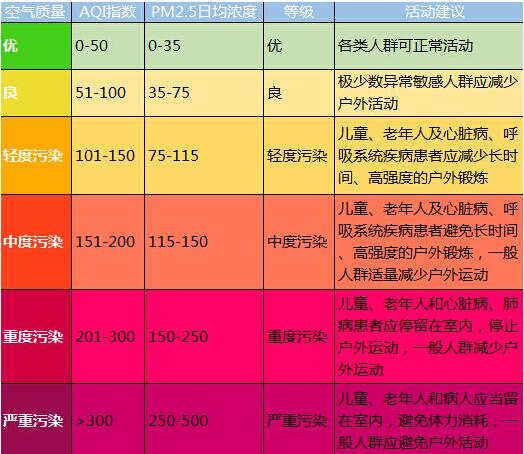 空气质量 AQI指数 PM2.5日均浓度 等级 活动建议
优 0-50 0-35 优 各类人群可正常活动
良 51-100 35-75 良 极少数异常敏感人群应减少
户外活动
轻度污染 101-150 75-115 轻度污染 儿童、老年人及心脏病、呼
吸系统疾病患者应减少长时
间、高强度的户外锻炼
中度污染 151-200 115-150 中度污染 儿童、老年人及心脏病、呼
吸系统疾病患者避免长时间
、高强度的户外锻炼，一般
人群适量减少户外运动
重度污染 201-300 150-250 重度污染 儿童、老年人和心脏病、肺
病患者应停留在室内，停止
户外运动，一般人群减少户
外运动
严重污染 >300 250-500 严重污染 儿童、老年人和病人应当留
在室内，避免体力消耗，一
般人群应避免户外活动